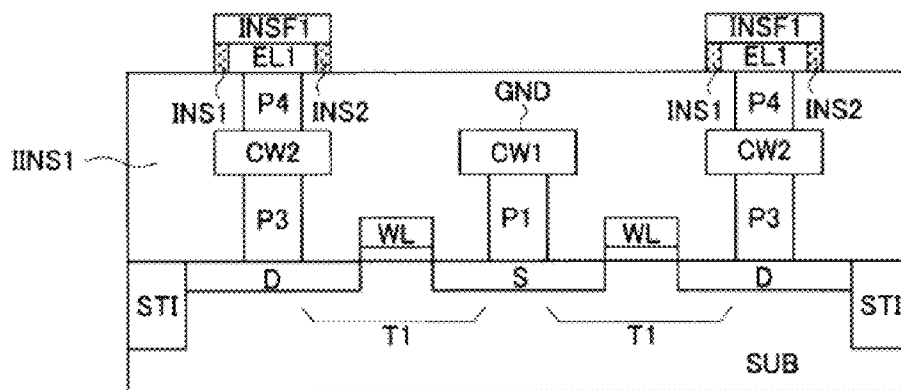 INSF1 INSF1
EL1 EL1
INS1 P4 INS2 GND INS1 P4 INS2
IINS1 CW2 CW1 CW2
P3 WL P1 WL P3
STI D S D STI
T1 T1
SUB